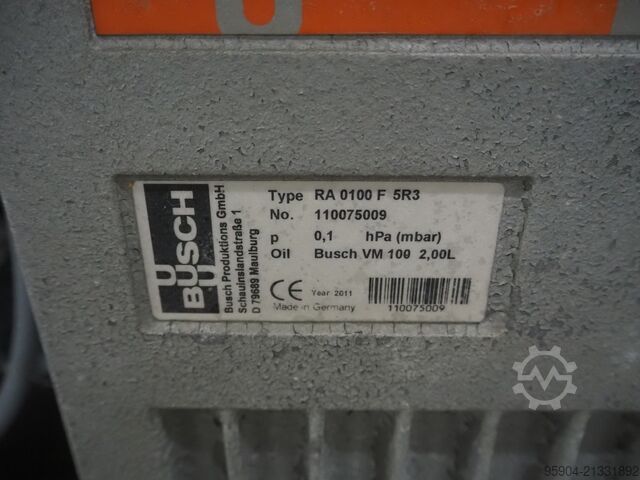 BUSCH
Busch Produktions GmbH
Schauinslandstraße 1
D 79689 Maulburg
Type RA 0100 F 5R3
No. 110075009
p 0,1 hPa (mbar)
Oil Busch VM 100 2,00L
CE Year 2011
Made in Germany
110075009
95904-21331892